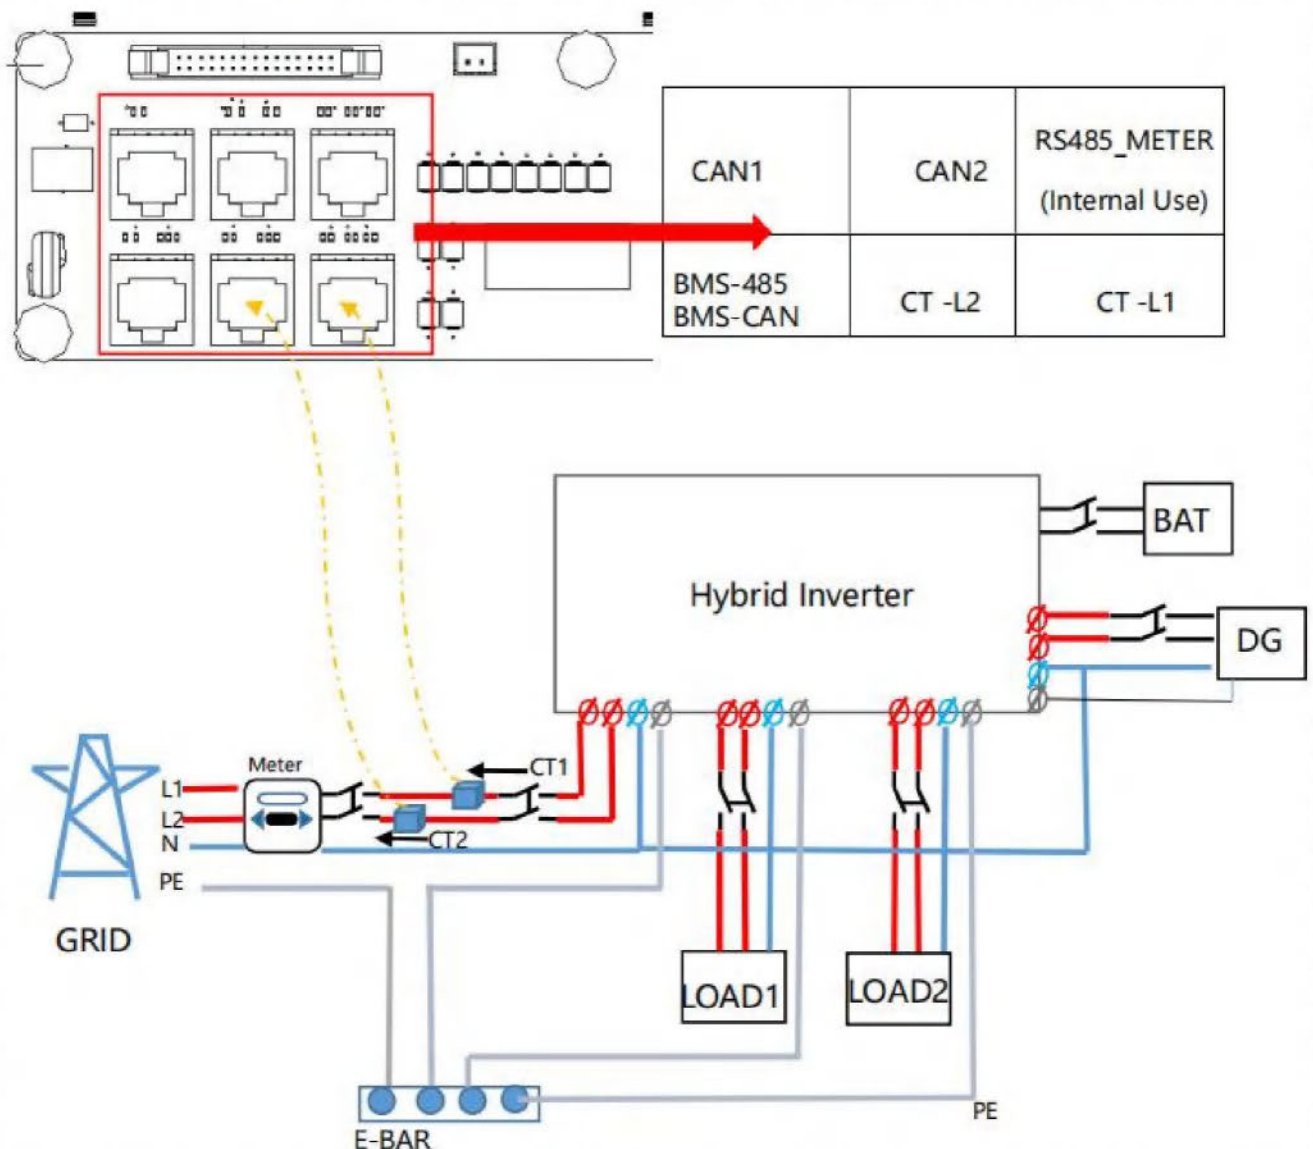 CAN1
CAN2
RS485_METER
(Internal Use)
BMS-485
BMS-CAN
CT -L2
CT -L1
Hybrid Inverter
BAT
DG
Meter
CT1
L1
L2
CT2
N
PE
GRID
LOAD1
LOAD2
PE
E-BAR